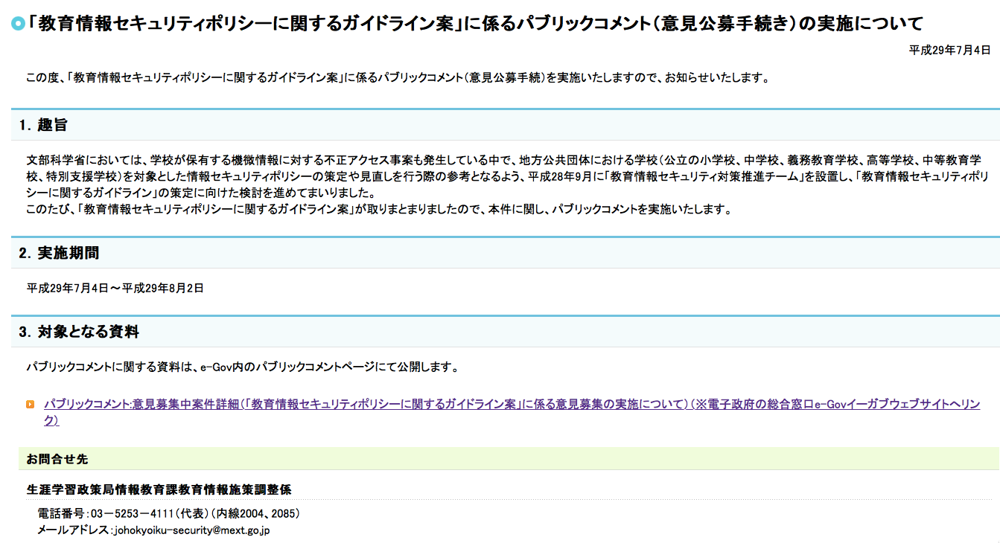 「教育情報セキュリティポリシーに関するガイドライン案」に係るパブリックコメント（意見公募手続き）の実施について
平成29年7月4日
この度、「教育情報セキュリティポリシーに関するガイドライン案」に係るパブリックコメント（意見公募手続）を実施いたしますので、お知らせいたします。
1．趣旨
文部科学省においては、学校が保有する機微情報に対する不正アクセス事案も発生している中で、地方公共団体における学校（公立の小学校、中学校、義務教育学校、高等学校、中等教育学
校、特別支援学校）を対象とした情報セキュリティポリシーの策定や見直しを行う際の参考となるよう、平成28年9月に「教育情報セキュリティ対策推進チーム」を設置し、「教育情報セキュリティポリ
シーに関するガイドライン」の策定に向けた検討を進めてまいりました。
このたび、「教育情報セキュリティポリシーに関するガイドライン案」が取りまとまりましたので、本件に関し、パブリックコメントを実施いたします。
2．実施期間
平成29年7月4日～平成29年8月2日
3．対象となる資料
パブリックコメントに関する資料は、e-Gov内のパブリックコメントページにて公開します。
パブリックコメント:意見募集中案件詳細（「教育情報セキュリティポリシーに関するガイドライン案」に係る意見募集の実施について）（※電子政府の総合窓口e-Govイーガブウェブサイトへリン
ク）
お問合せ先
生涯学習政策局情報教育課教育情報施策調整係
電話番号：03－5253－4111（代表）（内線2004、2085）
メールアドレス：johokyoiku-security@mext.go.jp